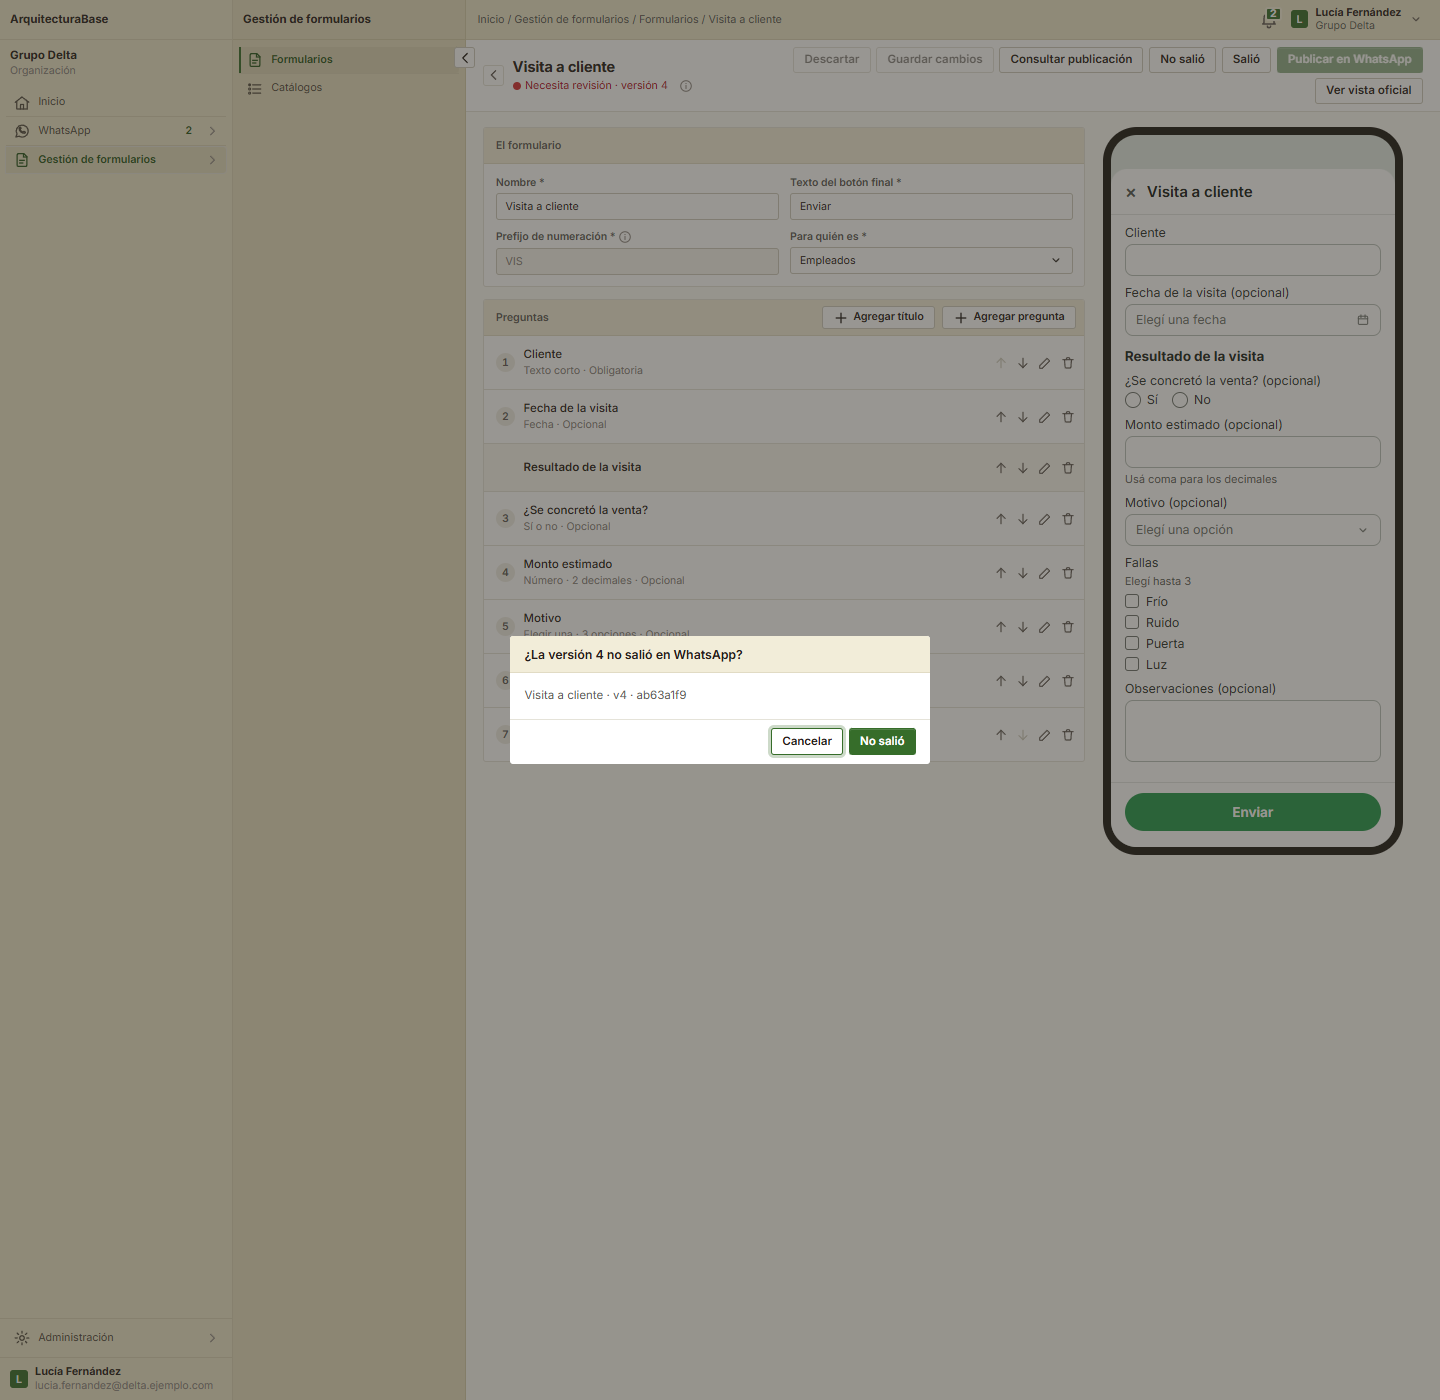 ArquitecturaBase
Gestión de formularios
Inicio / Gestión de formularios / Formularios / Visita a cliente
2
L
Lucía Fernández
Grupo Delta
Grupo Delta
Organización
Inicio
WhatsApp 2
Gestión de formularios
Formularios
Catálogos
Visita a cliente
Necesita revisión · versión 4
Descartar
Guardar cambios
Consultar publicación
No salió
Salió
Publicar en WhatsApp
Ver vista oficial
El formulario
Nombre *
Visita a cliente
Texto del botón final *
Enviar
Prefijo de numeración *
VIS
Para quién es *
Empleados
Preguntas
Agregar título
Agregar pregunta
1
Cliente
Texto corto · Obligatoria
2
Fecha de la visita
Fecha · Opcional
Resultado de la visita
3
¿Se concretó la venta?
Sí o no · Opcional
4
Monto estimado
Número · 2 decimales · Opcional
5
Motivo
Elegir una · 3 opciones · Opcional
6
7
¿La versión 4 no salió en WhatsApp?
Visita a cliente · v4 · ab63a1f9
Cancelar
No salió
Visita a cliente
Cliente
Fecha de la visita (opcional)
Elegí una fecha
Resultado de la visita
¿Se concretó la venta? (opcional)
Sí No
Monto estimado (opcional)
Usá coma para los decimales
Motivo (opcional)
Elegí una opción
Fallas
Elegí hasta 3
Frío
Ruido
Puerta
Luz
Observaciones (opcional)
Enviar
Administración
L
Lucía Fernández
lucia.fernandez@delta.ejemplo.com